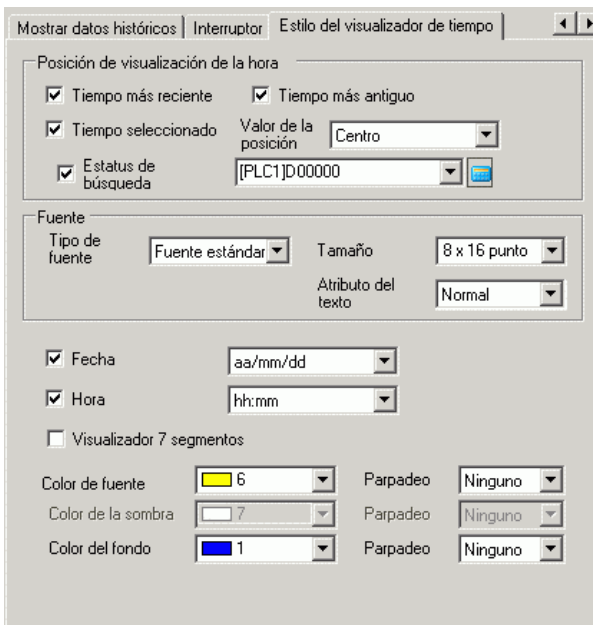 Mostrar datos históricos Interruptor Estilo del visualizador de tiempo
Posición de visualización de la hora
Tiempo más reciente Tiempo más antiguo
Tiempo seleccionado Valor de la posición Centro
Estatus de búsqueda [PLC1]D00000
Fuente
Tipo de fuente Fuente estándar Tamaño 8 x 16 punto
Atributo del texto Normal
Fecha aa/mm/dd
Hora hh:mm
Visualizador 7 segmentos
Color de fuente 6 Parpadeo Ninguno
Color de la sombra 7 Parpadeo Ninguno
Color del fondo 1 Parpadeo Ninguno